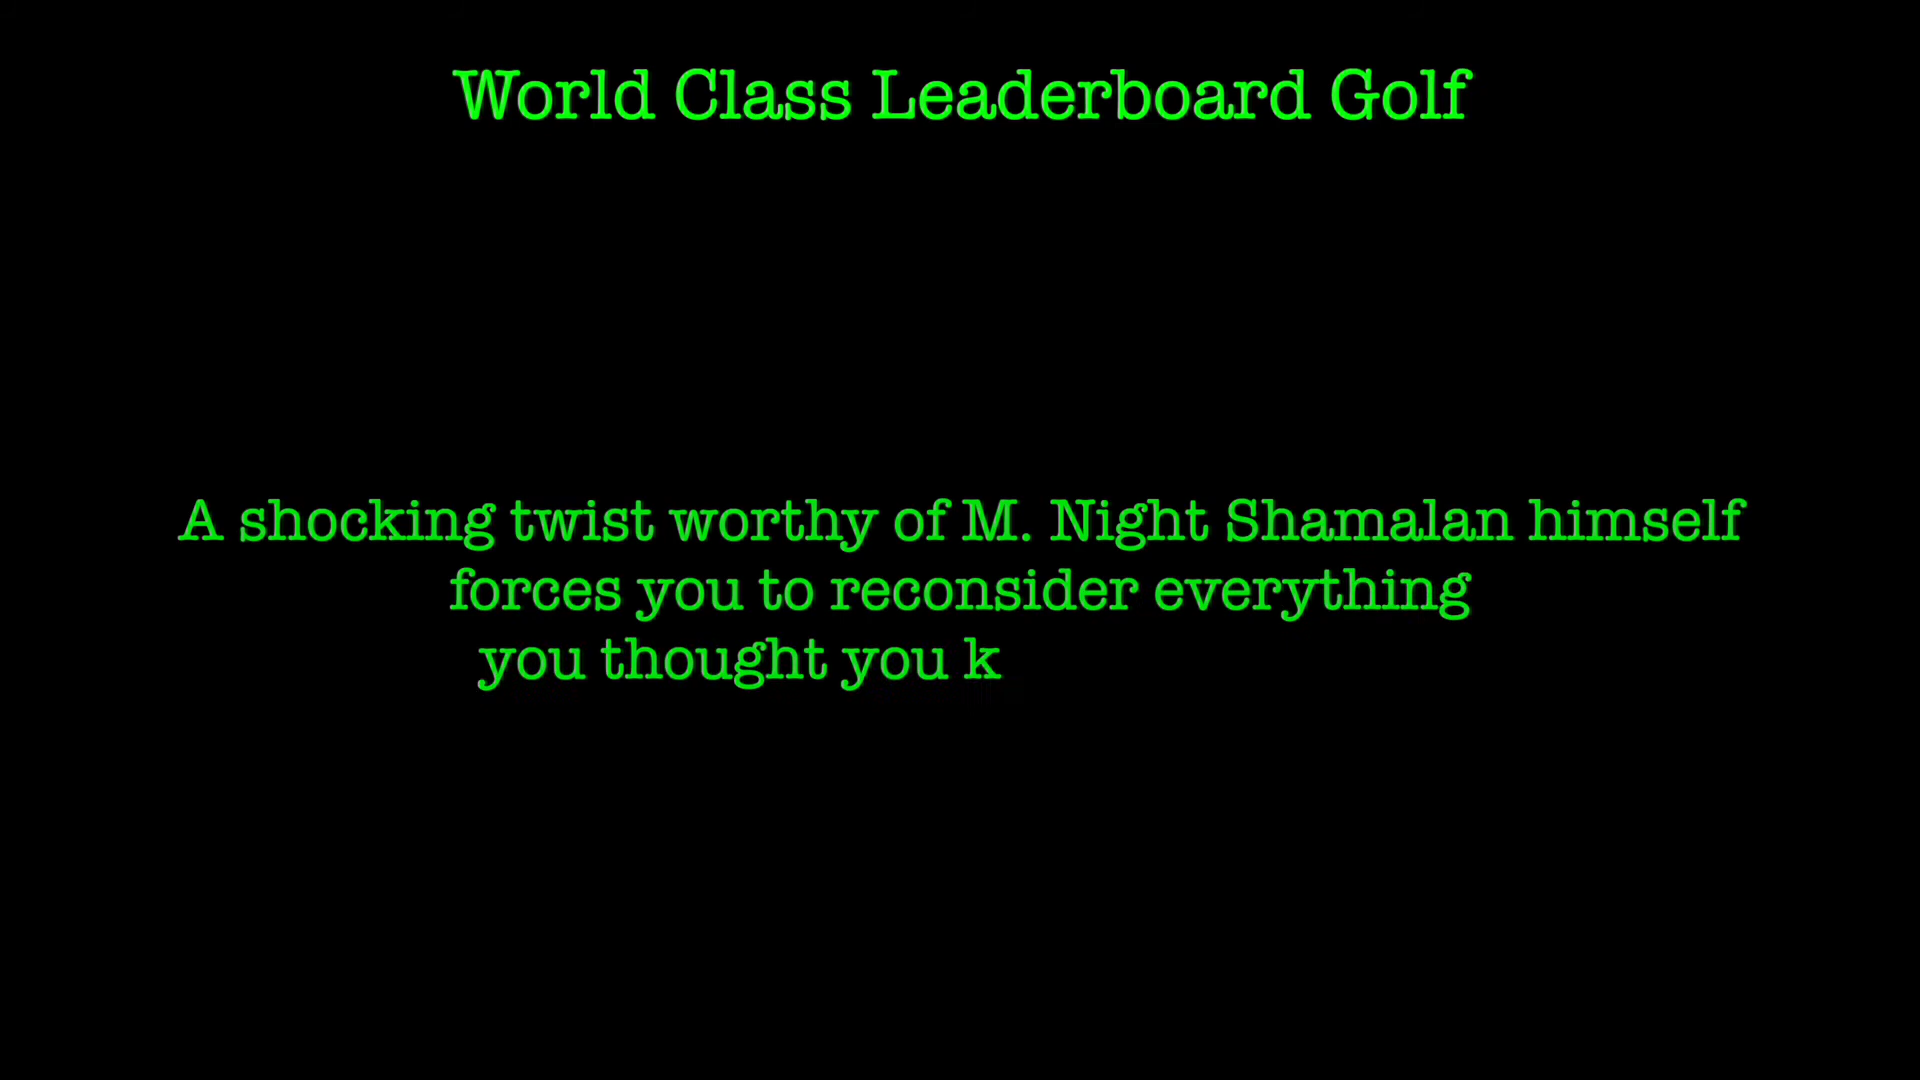 World Class Leaderboard Golf
A shocking twist worthy of M. Night Shamalan himself
forces you to reconsider everything
you thought you k